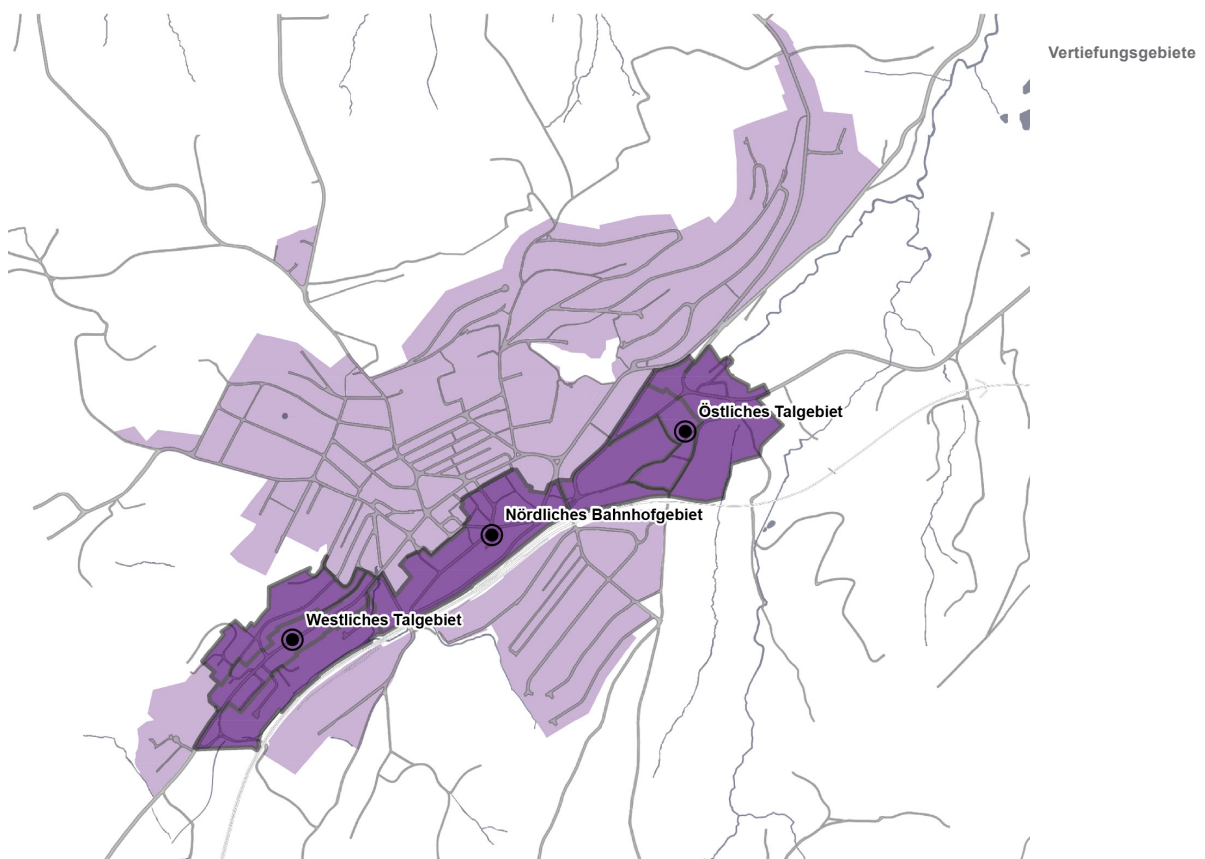 Vertiefungsgebiete
Östliches Talgebiet
Nördliches Bahnhofgebiet
Westliches Talgebiet